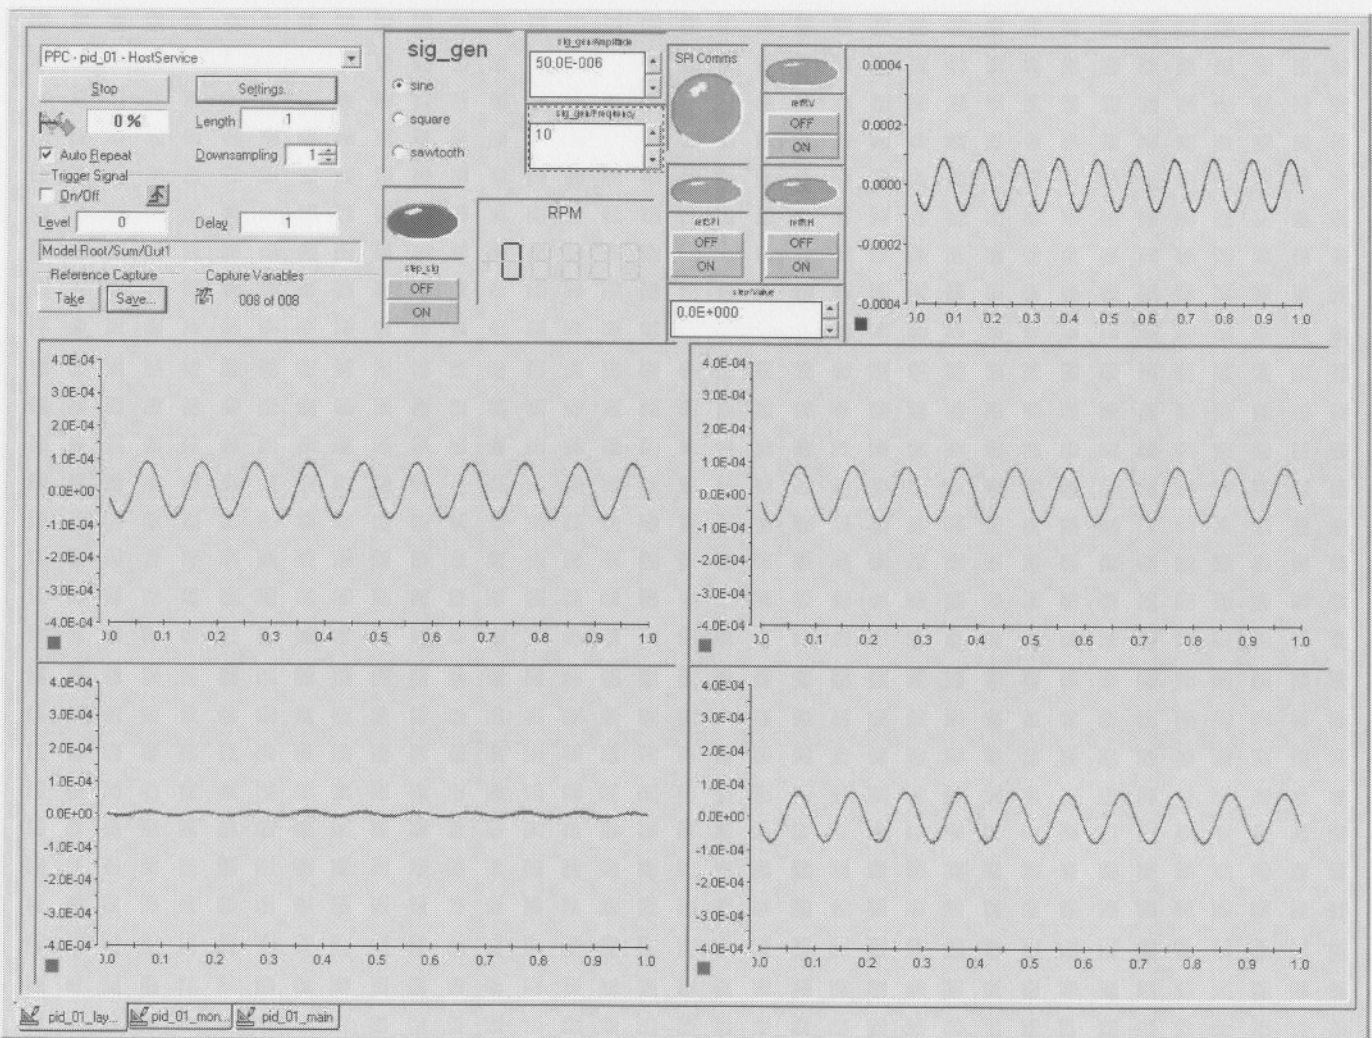 PPC - pid_01 - HostService
Stop
Settings...
0 %
Length 1
Auto Repeat
Downsampling 1
Trigger Signal
On/Off
Level 0
Delay 1
Model Root/Sum/Out1
Reference Capture
Capture Variables
Take
Save...
008 of 008
sig_gen
sine
square
sawtooth
step_sig
OFF
ON
sig_gen/Amplitude
50.0E-006
sig_gen/Frequency
10
RPM
0
SPI Comms
OFF
ON
OFF
ON
OFF
ON
step/Value
0.0E+000
0.0004
0.0002
0.0000
-0.0002
-0.0004
0.0 0.1 0.2 0.3 0.4 0.5 0.6 0.7 0.8 0.9 1.0
4.0E-04
3.0E-04
2.0E-04
1.0E-04
0.0E+00
-1.0E-04
-2.0E-04
-3.0E-04
-4.0E-04
0.0 0.1 0.2 0.3 0.4 0.5 0.6 0.7 0.8 0.9 1.0
4.0E-04
3.0E-04
2.0E-04
1.0E-04
0.0E+00
-1.0E-04
-2.0E-04
-3.0E-04
-4.0E-04
0.0 0.1 0.2 0.3 0.4 0.5 0.6 0.7 0.8 0.9 1.0
4.0E-04
3.0E-04
2.0E-04
1.0E-04
0.0E+00
-1.0E-04
-2.0E-04
-3.0E-04
-4.0E-04
0.0 0.1 0.2 0.3 0.4 0.5 0.6 0.7 0.8 0.9 1.0
4.0E-04
3.0E-04
2.0E-04
1.0E-04
0.0E+00
-1.0E-04
-2.0E-04
-3.0E-04
-4.0E-04
0.0 0.1 0.2 0.3 0.4 0.5 0.6 0.7 0.8 0.9 1.0
pid_01_lay...
pid_01_mon...
pid_01_main